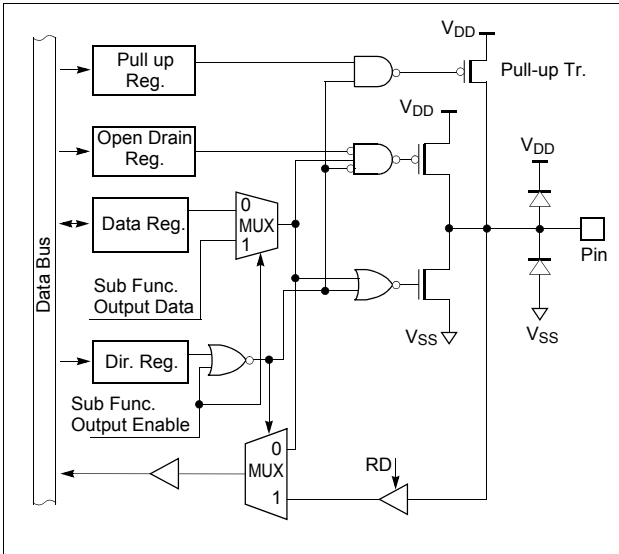 VDD
Pull up
Reg.
Pull-up Tr.
VDD
Open Drain
Reg.
VDD
0
MUX
1
Data Reg.
Data Bus
Pin
Sub Func.
Output Data
VSS
VSS
Dir. Reg.
Sub Func.
Output Enable
0
MUX
1
RD